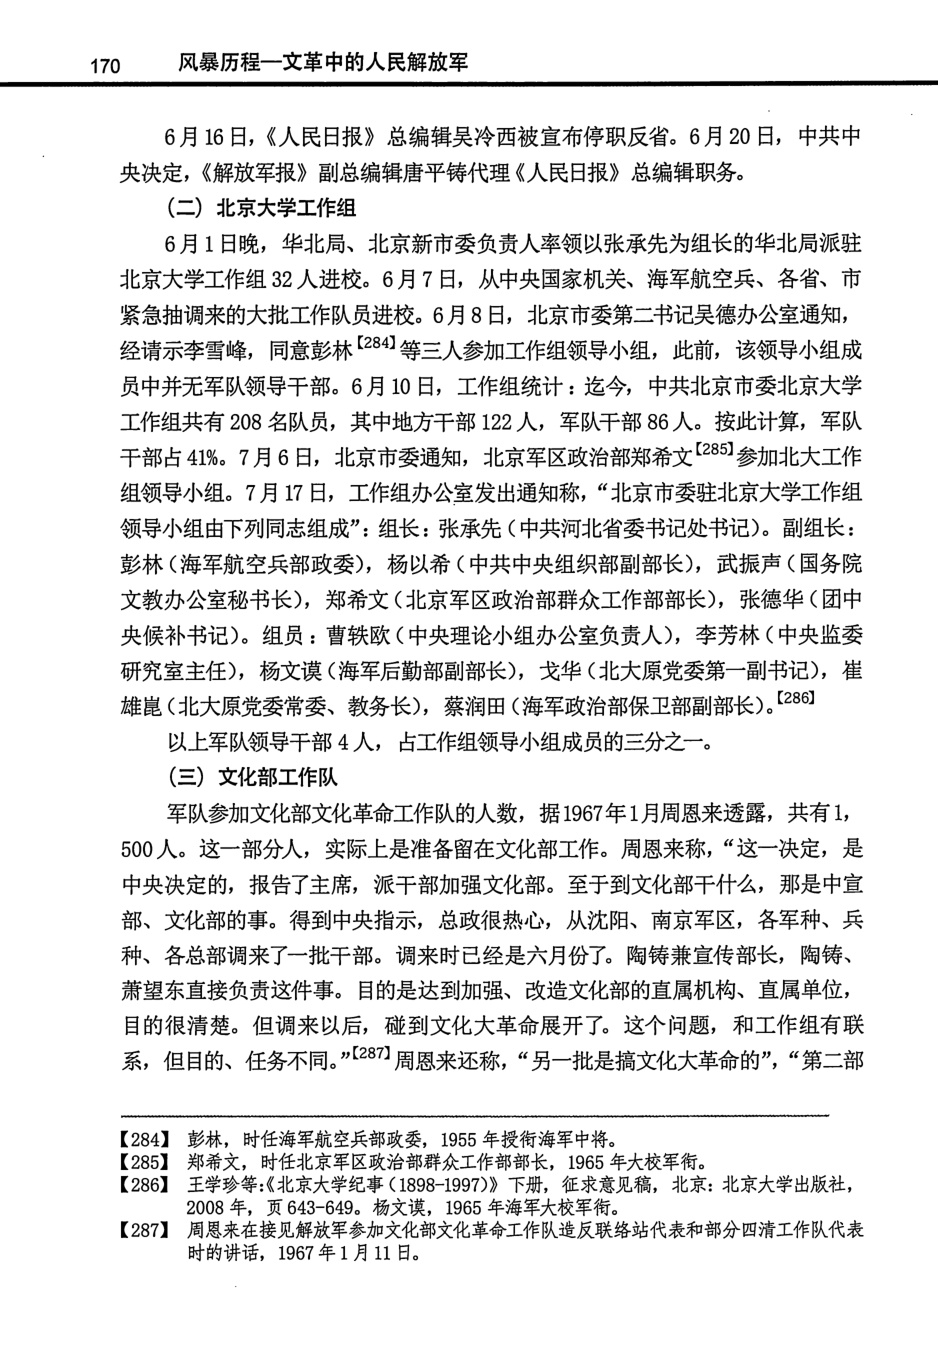 170 风暴历程—文革中的人民解放军
6月16日，《人民日报》总编辑吴冷西被宣布停职反省。6月20日，中共中
央决定，《解放军报》副总编辑唐平铸代理《人民日报》总编辑职务。
（二）北京大学工作组
6月1日晚，华北局、北京新市委负责人率领以张承先为组长的华北局派驻
北京大学工作组32人进校。6月7日，从中央国家机关、海军航空兵、各省、市
紧急抽调来的大批工作队员进校。6月8日，北京市委第二书记吴德办公室通知，
经请示李雪峰，同意彭林【284】等三人参加工作组领导小组，此前，该领导小组成
员中并无军队领导干部。6月10日，工作组统计：迄今，中共北京市委北京大学
工作组共有208名队员，其中地方干部122人，军队干部86人。按此计算，军队
干部占41%。7月6日，北京市委通知，北京军区政治部郑希文【285】参加北大工作
组领导小组。7月17日，工作组办公室发出通知称，“北京市委驻北京大学工作组
领导小组由下列同志组成”：组长：张承先（中共河北省委书记处书记）。副组长：
彭林（海军航空兵部政委），杨以希（中共中央组织部副部长），武振声（国务院
文教办公室秘书长），郑希文（北京军区政治部群众工作部部长），张德华（团中
央候补书记）。组员：曹轶欧（中央理论小组办公室负责人），李芳林（中央监委
研究室主任），杨文谟（海军后勤部副部长），戈华（北大原党委第一副书记），崔
雄崑（北大原党委常委、教务长），蔡润田（海军政治部保卫部副部长）。【286】
以上军队领导干部4人，占工作组领导小组成员的三分之一。
（三）文化部工作队
军队参加文化部文化革命工作队的人数，据1967年1月周恩来透露，共有1，
500人。这一部分人，实际上是准备留在文化部工作。周恩来称，“这一决定，是
中央决定的，报告了主席，派干部加强文化部。至于到文化部干什么，那是中宣
部、文化部的事。得到中央指示，总政很热心，从沈阳、南京军区，各军种、兵
种、各总部调来了一批干部。调来时已经是六月份了。陶铸兼宣传部长，陶铸、
萧望东直接负责这件事。目的是达到加强、改造文化部的直属机构、直属单位，
目的很清楚。但调来以后，碰到文化大革命展开了。这个问题，和工作组有联
系，但目的、任务不同。”【287】周恩来还称，“另一批是搞文化大革命的”，“第二部
【284】 彭林，时任海军航空兵部政委，1955年授衔海军中将。
【285】 郑希文，时任北京军区政治部群众工作部部长，1965年大校军衔。
【286】 王学珍等：《北京大学纪事（1898-1997）》下册，征求意见稿，北京：北京大学出版社，
2008年，页643-649。杨文谟，1965年海军大校军衔。
【287】 周恩来在接见解放军参加文化部文化革命工作队造反联络站代表和部分四清工作队代表
时的讲话，1967年1月11日。